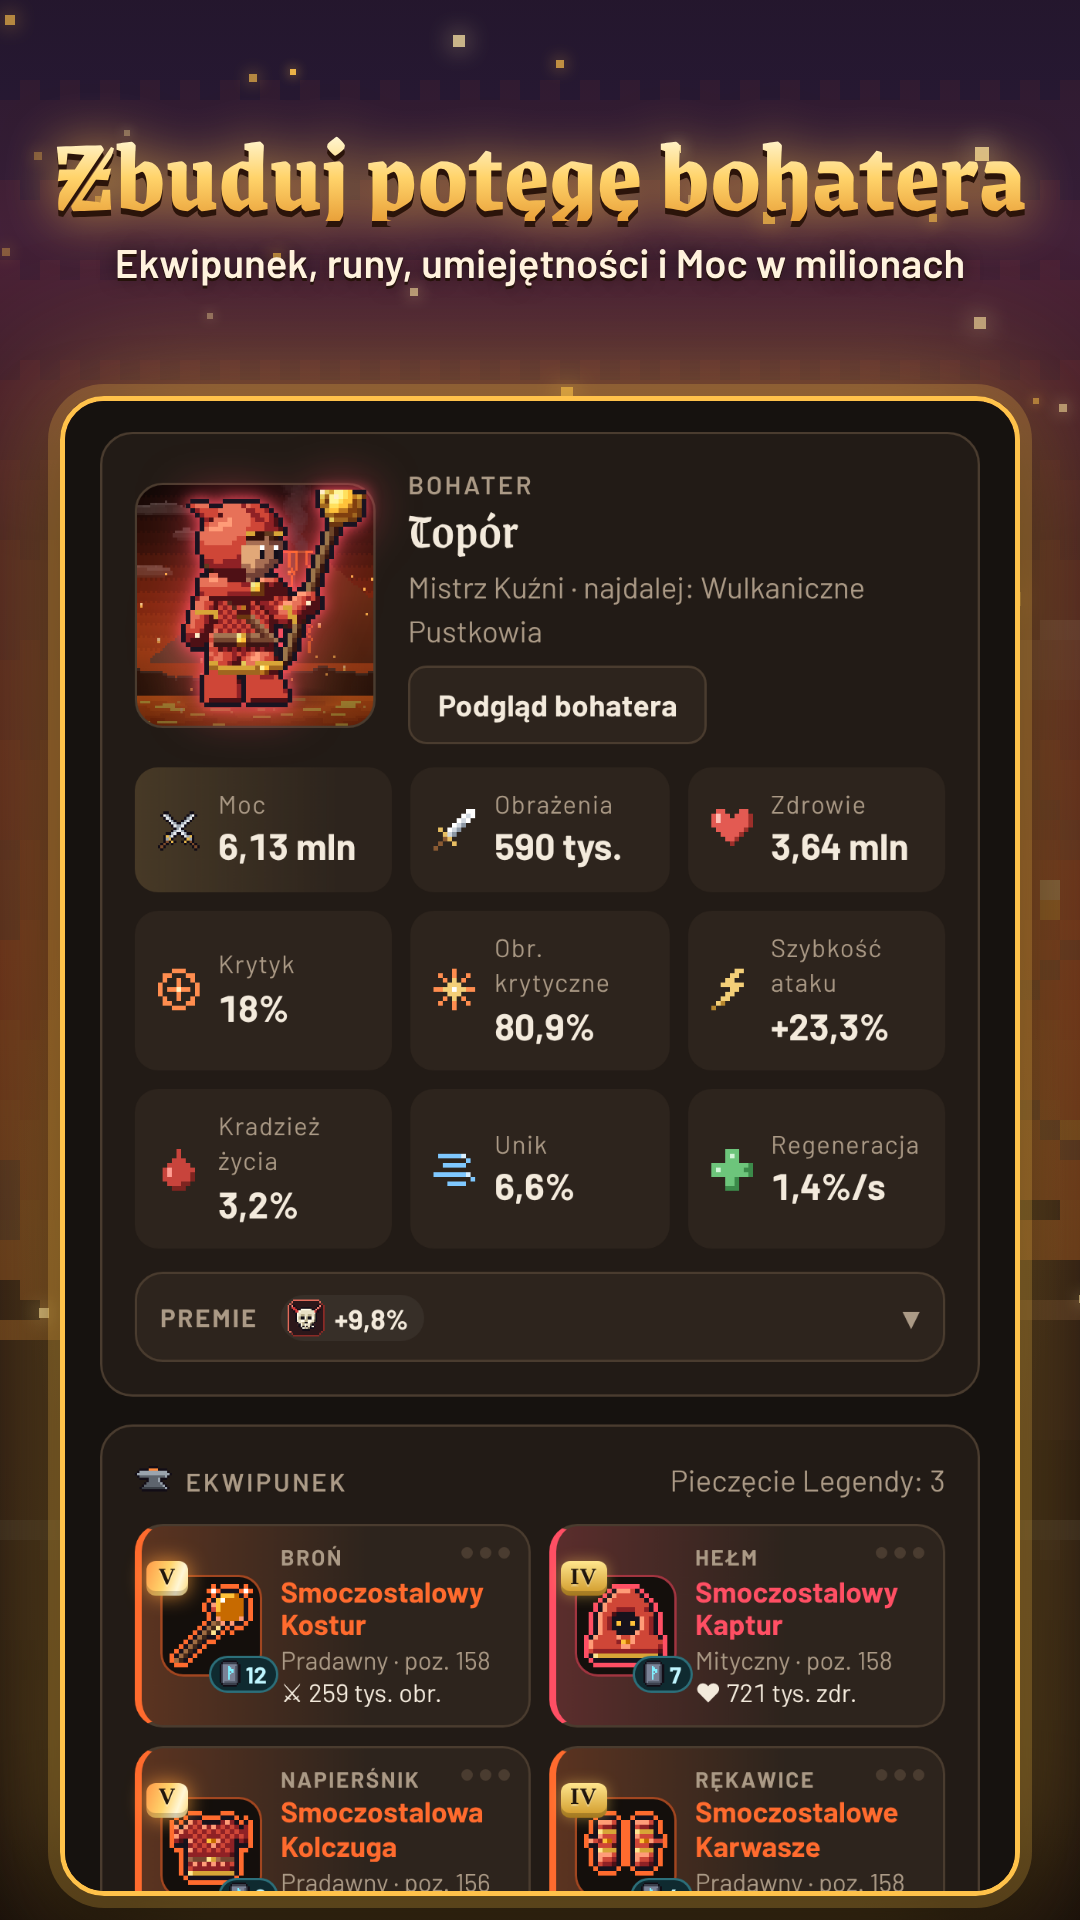 Zbuduj potęgę bohatera
Ekwipunek, runy, umiejętności i Moc w milionach
BOHATER
Topór
Mistrz Kuźni · najdalej: Wulkaniczne
Pustkowia
Podgląd bohatera
Moc
6,13 mln
Obrażenia
590 tys.
Zdrowie
3,64 mln
Krytyk
18%
Obr.
krytyczne
80,9%
Szybkość
ataku
+23,3%
Kradzież
życia
3,2%
Unik
6,6%
Regeneracja
1,4%/s
PREMIE
+9,8%
EKWIPUNEK
Pieczęcie Legendy: 3
V
BROŃ
Smoczostalowy
Kostur
Pradawny · poz. 158
12
259 tys. obr.
IV
HEŁM
Smoczostalowy
Kaptur
Mityczny · poz. 158
7
721 tys. zdr.
V
NAPIERŚNIK
Smoczostalowa
Kolczuga
Pradawny · poz. 156
IV
RĘKAWICE
Smoczostalowe
Karwasze
Pradawny · poz. 158